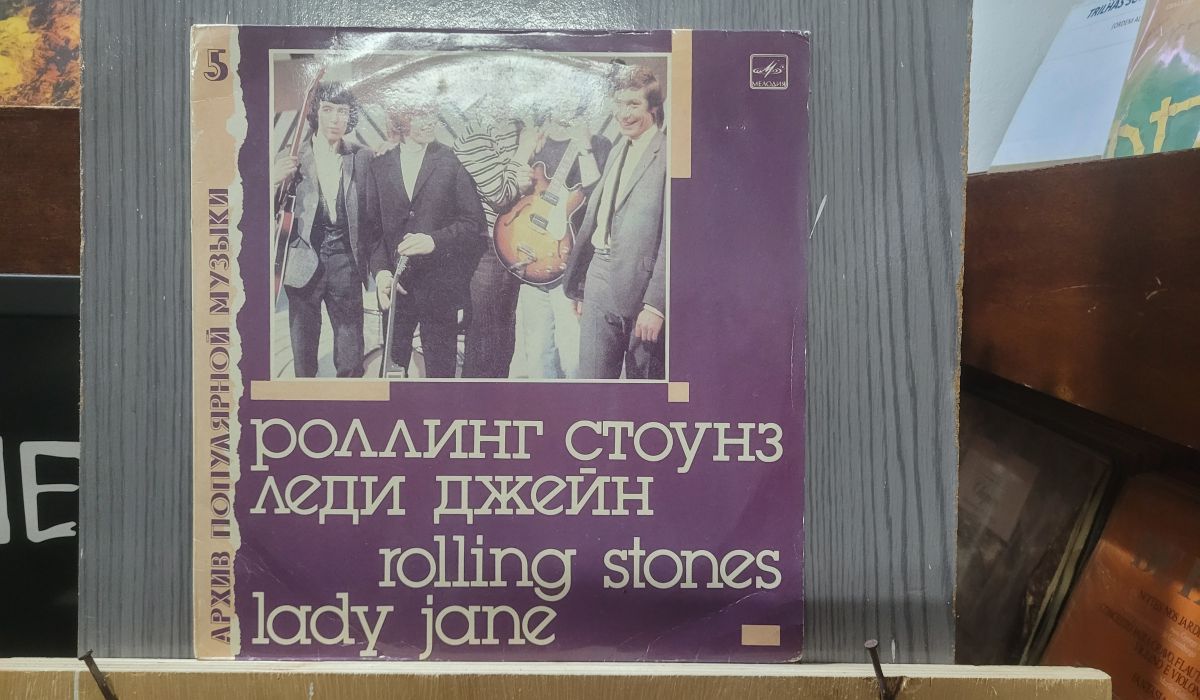 5
АРХИВ ПОПУЛЯРНОЙ МУЗЫКИ
МЕЛОДИЯ
РОЛЛИНГ СТОУНЗ
ЛЕДИ ДЖЕЙН
rolling stones
lady jane